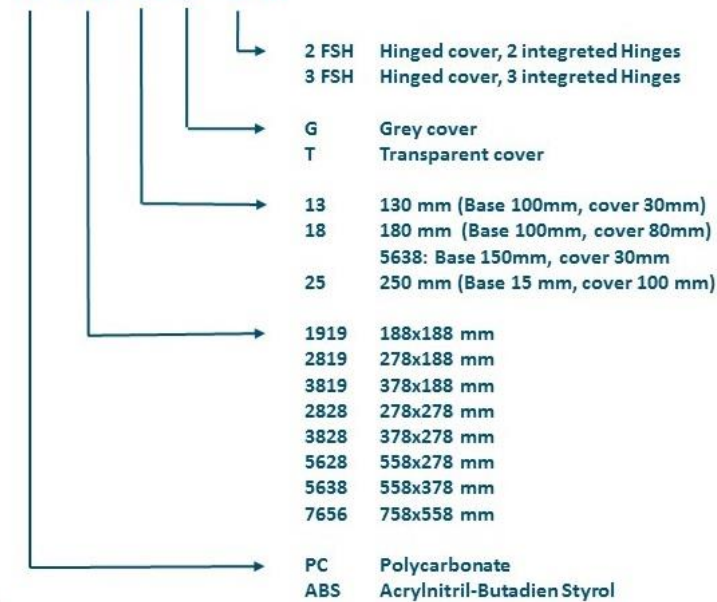 2 FSH Hinged cover, 2 integreted Hinges
3 FSH Hinged cover, 3 integreted Hinges
G Grey cover
T Transparent cover
13 130 mm (Base 100mm, cover 30mm)
18 180 mm (Base 100mm, cover 80mm)
5638: Base 150mm, cover 30mm
25 250 mm (Base 15 mm, cover 100 mm)
1919 188x188 mm
2819 278x188 mm
3819 378x188 mm
2828 278x278 mm
3828 378x278 mm
5628 558x278 mm
5638 558x378 mm
7656 758x558 mm
PC Polycarbonate
ABS Acrylnitril-Butadien Styrol